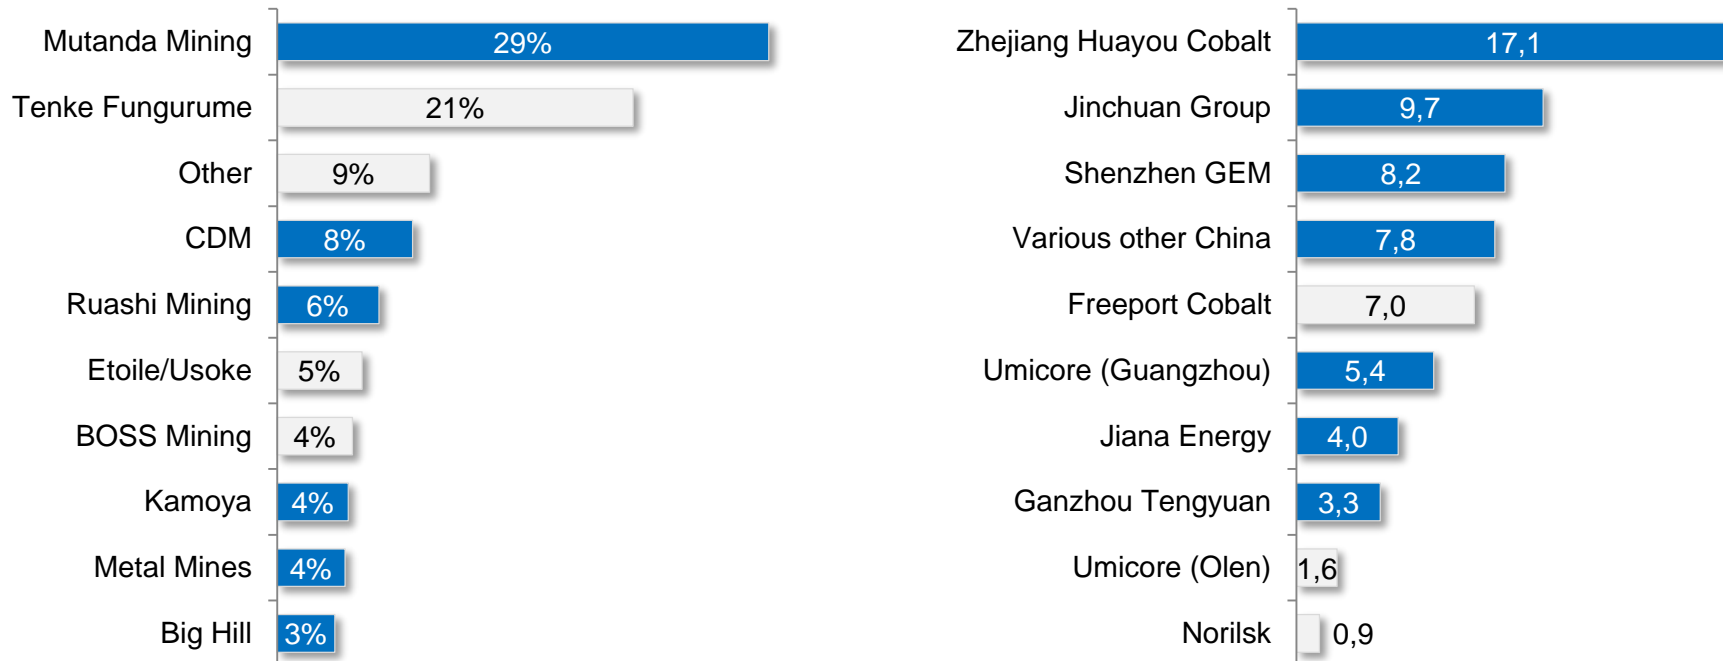 Mutanda Mining 29%
Tenke Fungurume 21%
Other 9%
CDM 8%
Ruashi Mining 6%
Etoile/Usoke 5%
BOSS Mining 4%
Kamoya 4%
Metal Mines 4%
Big Hill 3%
Zhejiang Huayou Cobalt 17,1
Jinchuan Group 9,7
Shenzhen GEM 8,2
Various other China 7,8
Freeport Cobalt 7,0
Umicore (Guangzhou) 5,4
Jiana Energy 4,0
Ganzhou Tengyuan 3,3
Umicore (Olen) 1,6
Norilsk 0,9